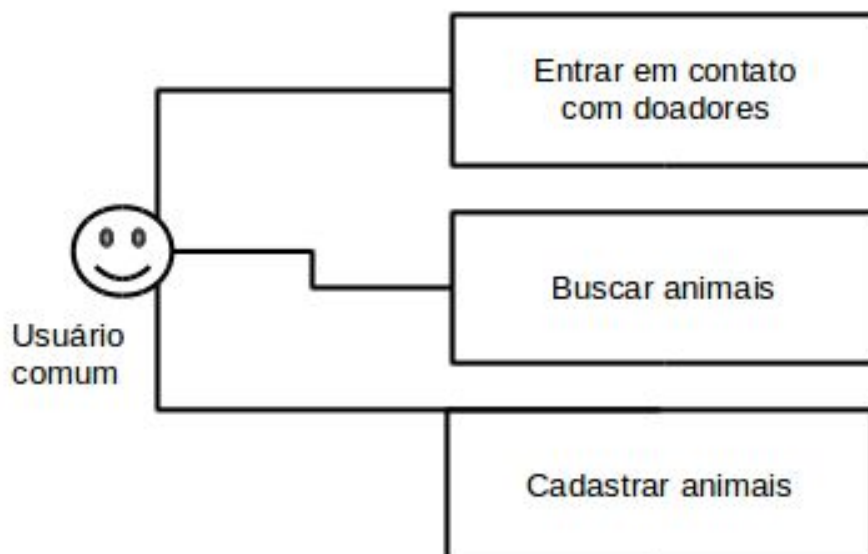 Entrar em contato
com doadores
Buscar animais
Usuário
comum
Cadastrar animais